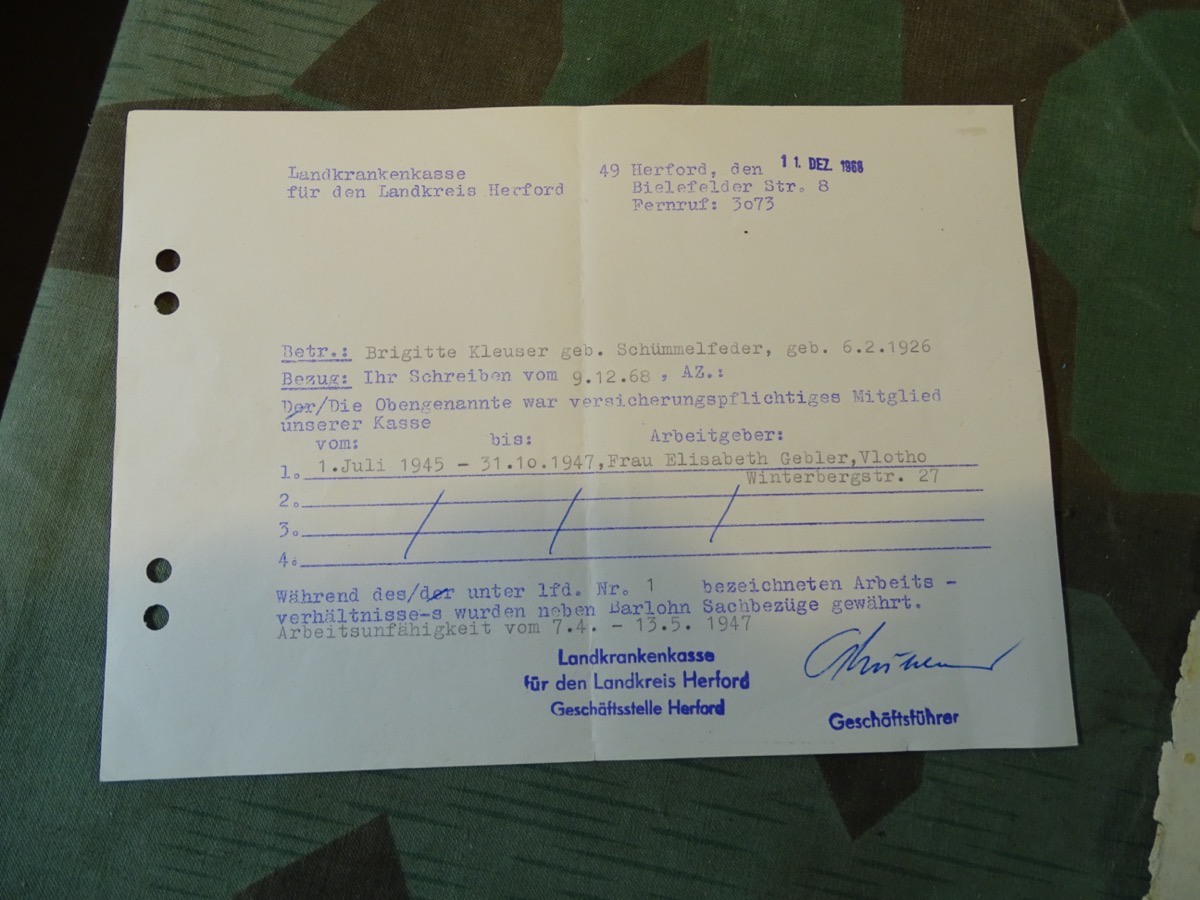 Landkrankenkasse
für den Landkreis Herford
49 Herford, den 11. DEZ. 1968
Bielefelder Str. 8
Fernruf: 3o73
Betr.: Brigitte Kleuser geb. Schümmelfeder, geb. 6.2.1926
Bezug: Ihr Schreiben vom 9.12.68, AZ.:
Der/Die Obengenannte war versicherungspflichtiges Mitglied
unserer Kasse
vom: bis: Arbeitgeber:
1. 1.Juli 1945 - 31.1o.1947,Frau Elisabeth Gebler,Vlotho
Winterbergstr. 27
2.
3.
4.
Während des/der unter lfd. Nr. 1 bezeichneten Arbeits -
verhältnisse-s wurden neben Barlohn Sachbezüge gewährt.
Arbeitsunfähigkeit vom 7.4. - 13.5. 1947
Landkrankenkasse
für den Landkreis Herford
Geschäftsstelle Herford
Geschäftsführer